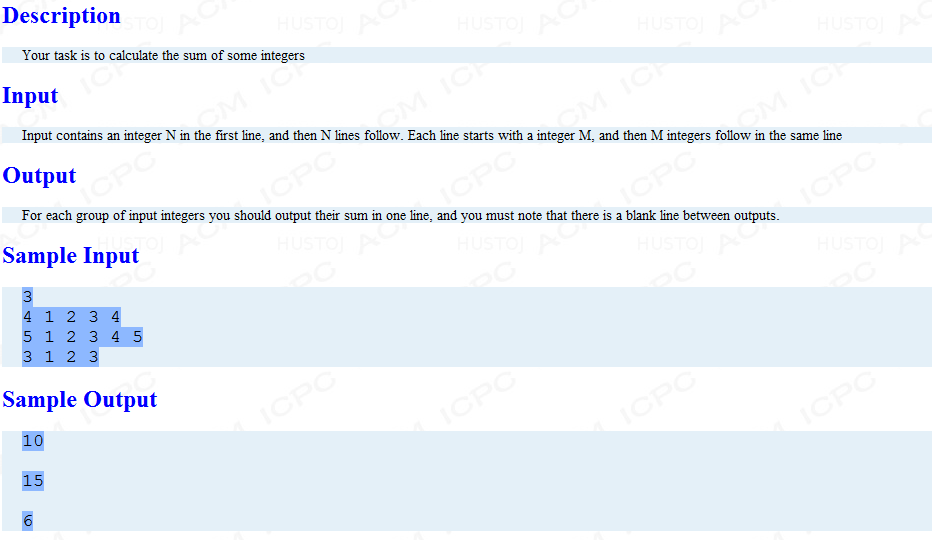 Description
Your task is to calculate the sum of some integers
Input
Input contains an integer N in the first line, and then N lines follow. Each line starts with a integer M, and then M integers follow in the same line
Output
For each group of input integers you should output their sum in one line, and you must note that there is a blank line between outputs.
Sample Input
3
4 1 2 3 4
5 1 2 3 4 5
3 1 2 3
Sample Output
10
15
6